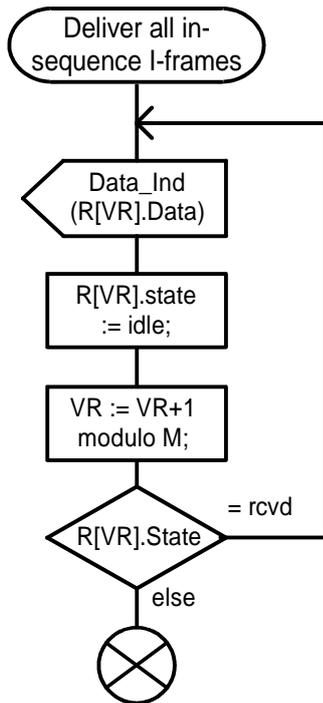 Deliver all in-
sequence I-frames
Data_Ind
(R[VR].Data)
R[VR].state
:= idle;
VR := VR+1
modulo M;
R[VR].State
= rcvd
else